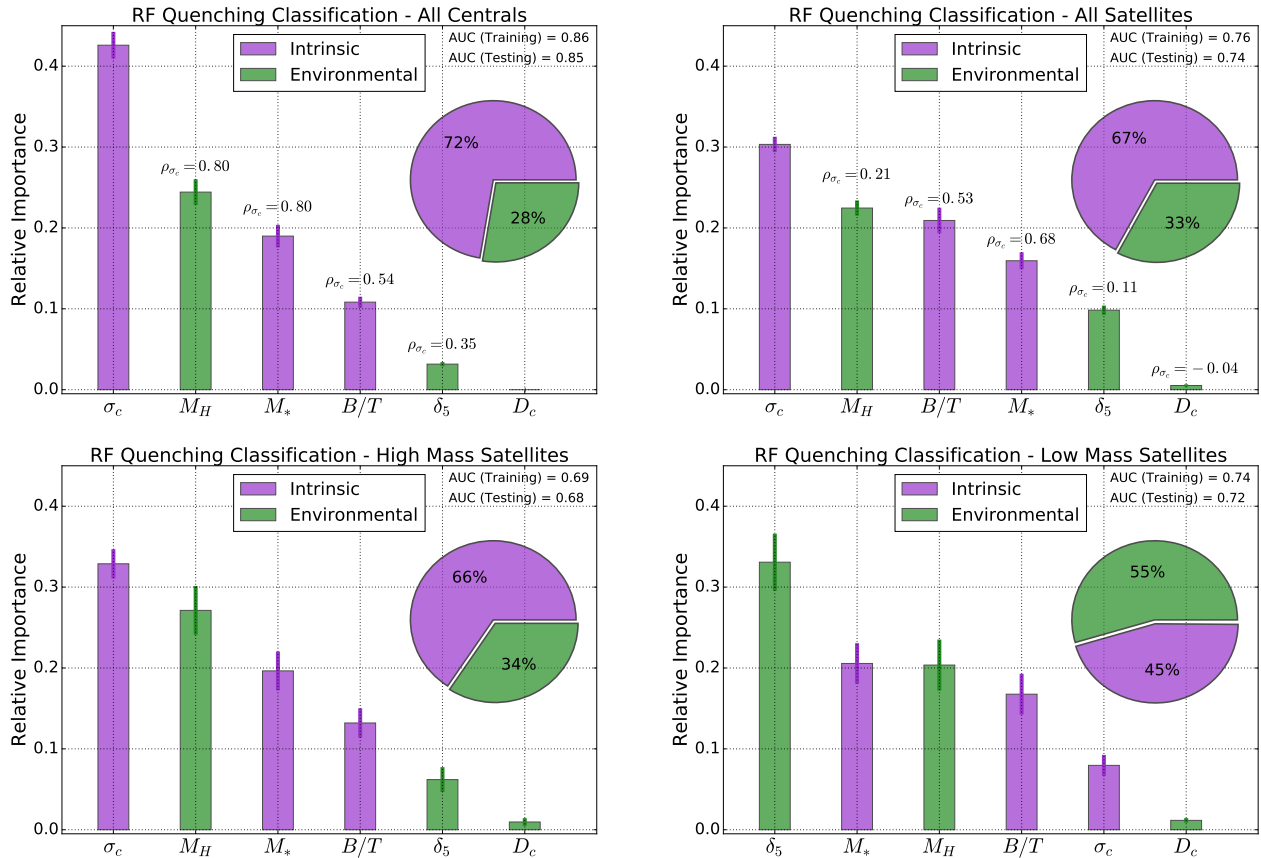 RF Quenching Classification - All Centrals
Intrinsic
Environmental
AUC (Training) = 0.86
AUC (Testing) = 0.85
Relative Importance
0.4
0.3
0.2
0.1
0.0
72%
28%
ρσc = 0.80
ρσc = 0.80
ρσc = 0.54
ρσc = 0.35
σc MH M* B/T δ5 Dc
RF Quenching Classification - All Satellites
Intrinsic
Environmental
AUC (Training) = 0.76
AUC (Testing) = 0.74
Relative Importance
0.4
0.3
0.2
0.1
0.0
67%
33%
ρσc = 0.21
ρσc = 0.53
ρσc = 0.68
ρσc = 0.11
ρσc = −0.04
σc MH B/T M* δ5 Dc
RF Quenching Classification - High Mass Satellites
Intrinsic
Environmental
AUC (Training) = 0.69
AUC (Testing) = 0.68
Relative Importance
0.4
0.3
0.2
0.1
0.0
66%
34%
σc MH M* B/T δ5 Dc
RF Quenching Classification - Low Mass Satellites
Intrinsic
Environmental
AUC (Training) = 0.74
AUC (Testing) = 0.72
Relative Importance
0.4
0.3
0.2
0.1
0.0
55%
45%
δ5 M* MH B/T σc Dc